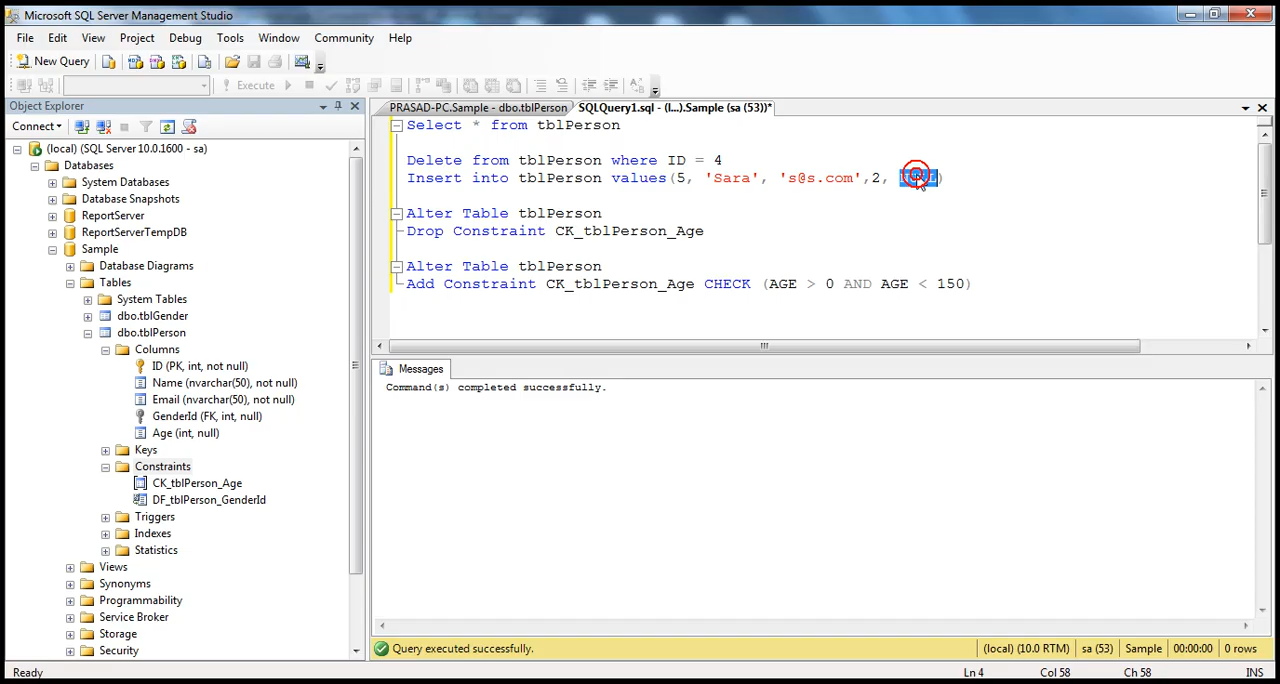 Microsoft SQL Server Management Studio
File Edit View Project Debug Tools Window Community Help
New Query
Execute
Object Explorer
PRASAD-PC.Sample - dbo.tblPerson
SQLQuery1.sql - (l...).Sample (sa (53))*
Connect
(local) (SQL Server 10.0.1600 - sa)
Databases
System Databases
Database Snapshots
ReportServer
ReportServerTempDB
Sample
Database Diagrams
Tables
System Tables
dbo.tblGender
dbo.tblPerson
Columns
ID (PK, int, not null)
Name (nvarchar(50), not null)
Email (nvarchar(50), not null)
GenderId (FK, int, null)
Age (int, null)
Keys
Constraints
CK_tblPerson_Age
DF_tblPerson_GenderId
Triggers
Indexes
Statistics
Views
Synonyms
Programmability
Service Broker
Storage
Security
Select * from tblPerson
Delete from tblPerson where ID = 4
Insert into tblPerson values(5, 'Sara', 's@s.com',2, )
Alter Table tblPerson
Drop Constraint CK_tblPerson_Age
Alter Table tblPerson
Add Constraint CK_tblPerson_Age CHECK (AGE > 0 AND AGE < 150)
Messages
Command(s) completed successfully.
Query executed successfully.
(local) (10.0 RTM) sa (53) Sample 00:00:00 0 rows
Ready
Ln 4 Col 58 Ch 58 INS